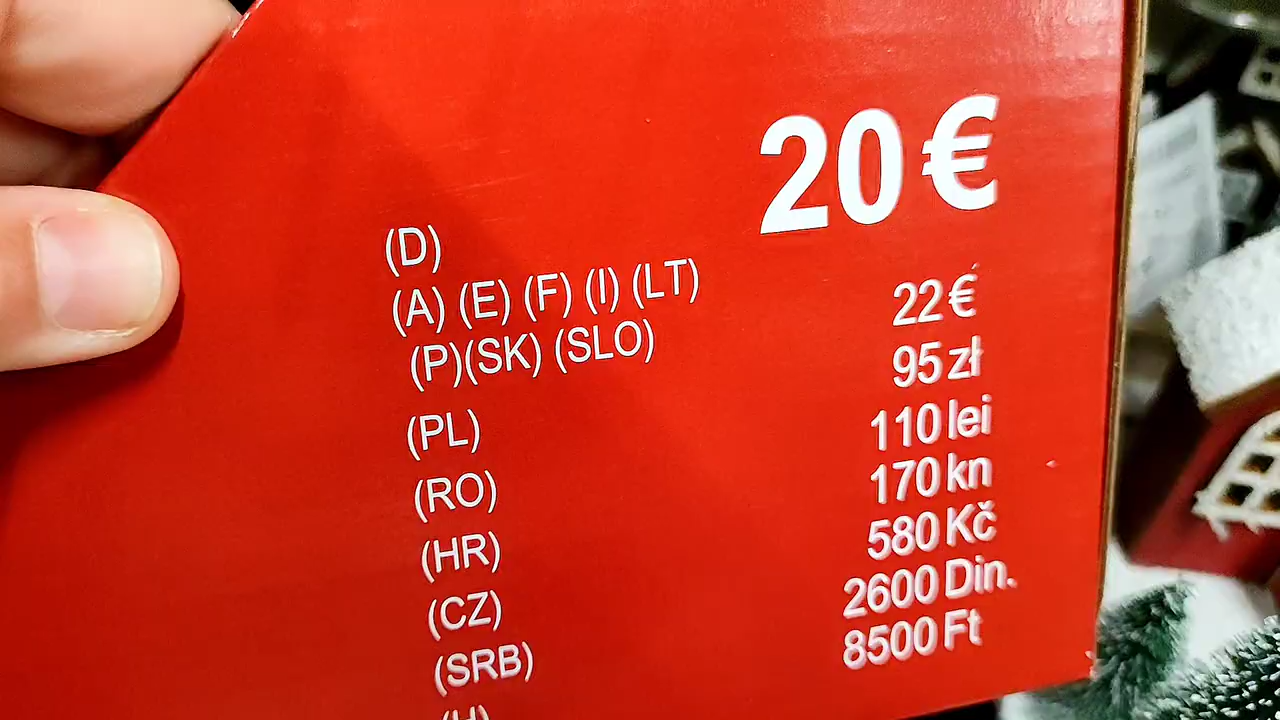 (D) 20 €
(A) (E) (F) (I) (LT)
(P)(SK) (SLO) 22 €
(PL) 95 zł
(RO) 110 lei
(HR) 170 kn
(CZ) 580 Kč
(SRB) 2600 Din.
(H) 8500 Ft